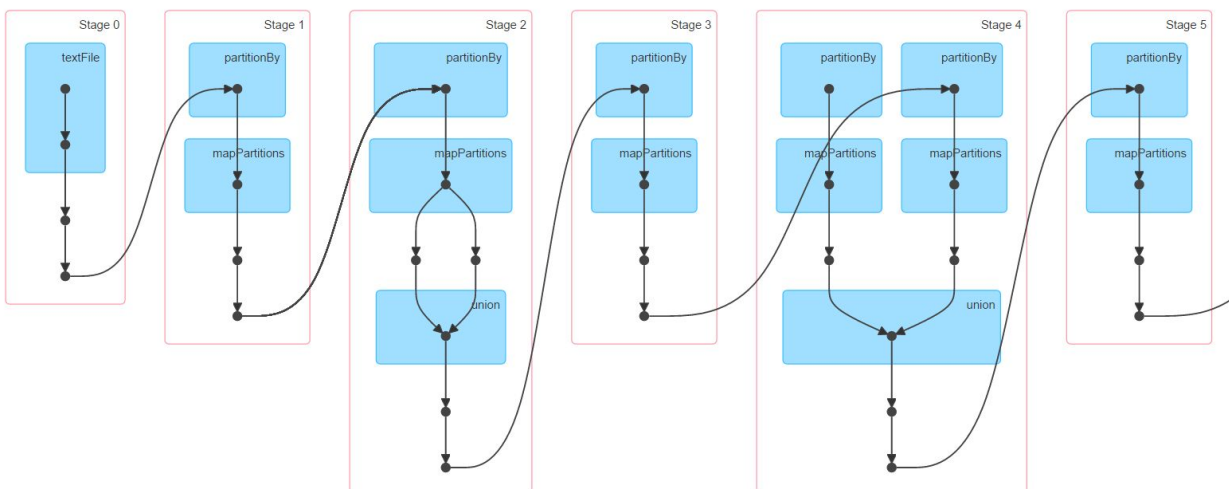 Stage 0
textFile
Stage 1
partitionBy
mapPartitions
Stage 2
partitionBy
mapPartitions
union
Stage 3
partitionBy
mapPartitions
Stage 4
partitionBy
partitionBy
mapPartitions
mapPartitions
union
Stage 5
partitionBy
mapPartitions